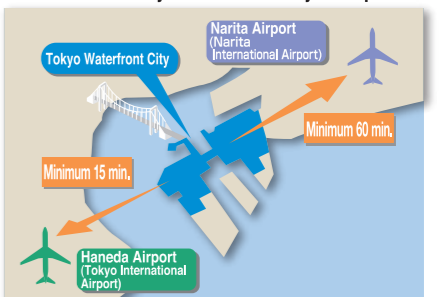 Narita Airport
(Narita
International Airport)
Tokyo Waterfront City
Minimum 60 min.
Minimum 15 min.
Haneda Airport
(Tokyo International
Airport)